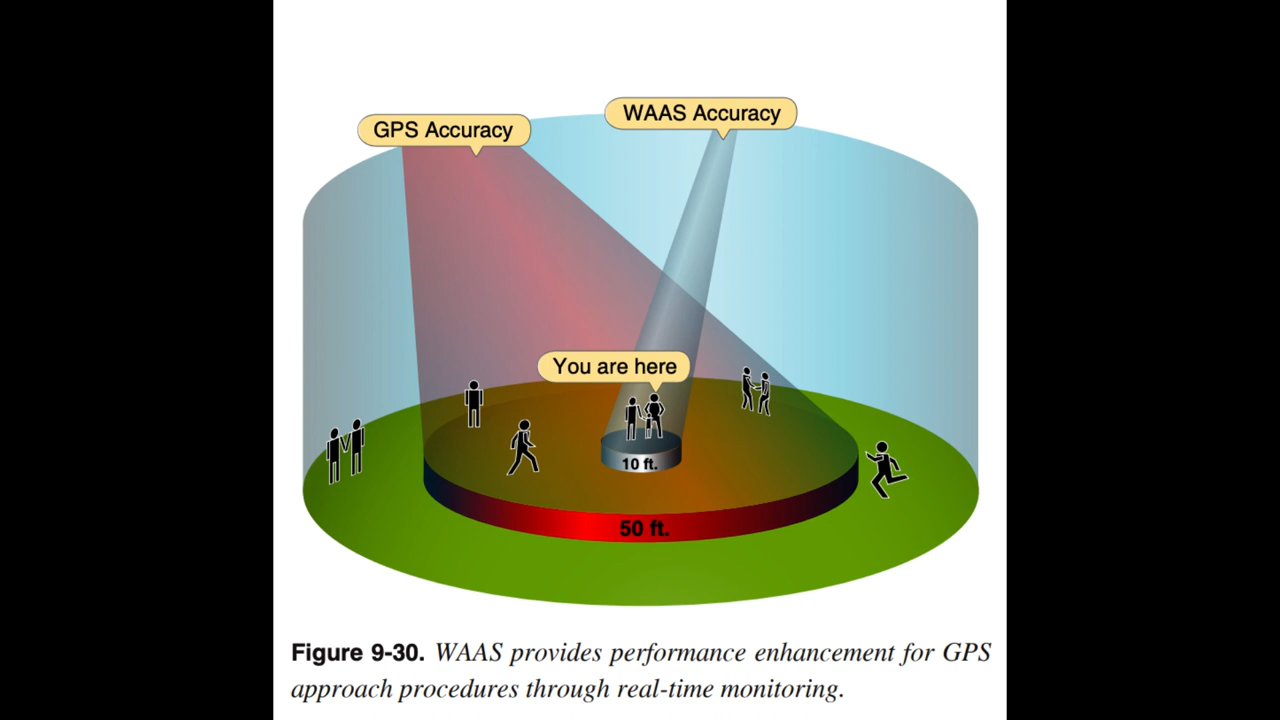 GPS Accuracy
WAAS Accuracy
You are here
10 ft.
50 ft.
Figure 9-30. WAAS provides performance enhancement for GPS
approach procedures through real-time monitoring.